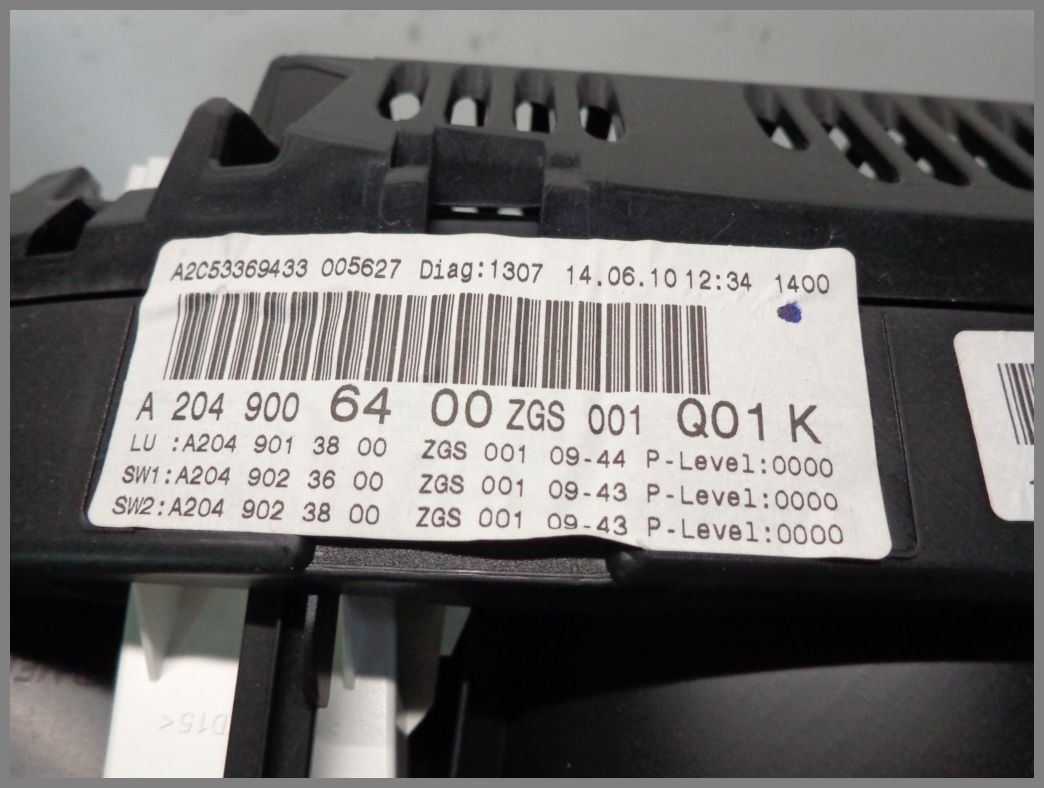 A2C53369433 005627 Diag:1307 14.06.10 12:34 1400
A 204 900 64 00 ZGS 001 Q01 K
LU :A204 901 38 00 ZGS 001 09-44 P-Level:0000
SW1:A204 902 36 00 ZGS 001 09-43 P-Level:0000
SW2:A204 902 38 00 ZGS 001 09-43 P-Level:0000
D15<